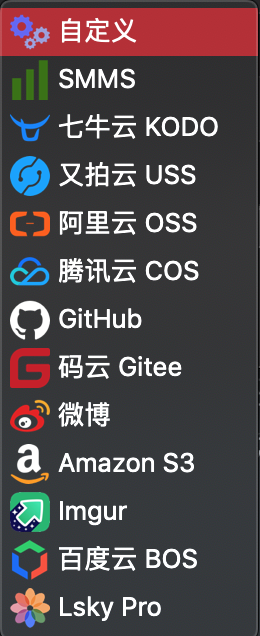 自定义
SMMS
七牛云 KODO
又拍云 USS
阿里云 OSS
腾讯云 COS
GitHub
码云 Gitee
微博
Amazon S3
Imgur
百度云 BOS
Lsky Pro